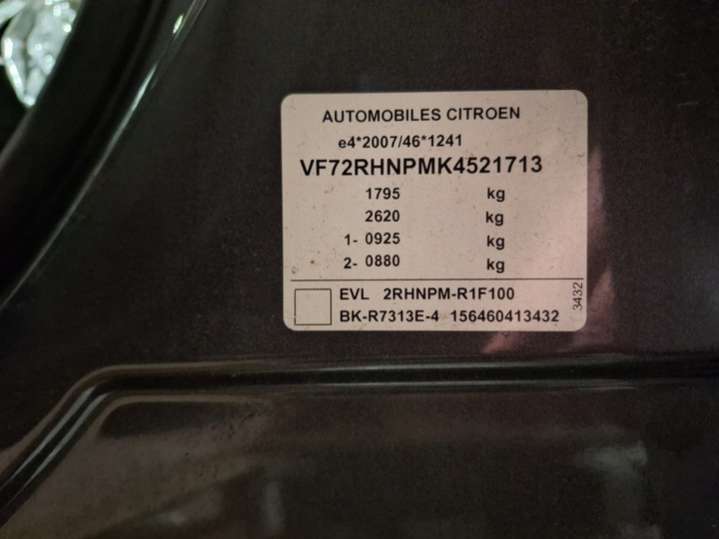 AUTOMOBILES CITROEN
e4*2007/46*1241
VF72RHNPMK4521713
1795 kg
2620 kg
1- 0925 kg
2- 0880 kg
EVL 2RHNPM-R1F100
BK-R7313E-4 156460413432
3432